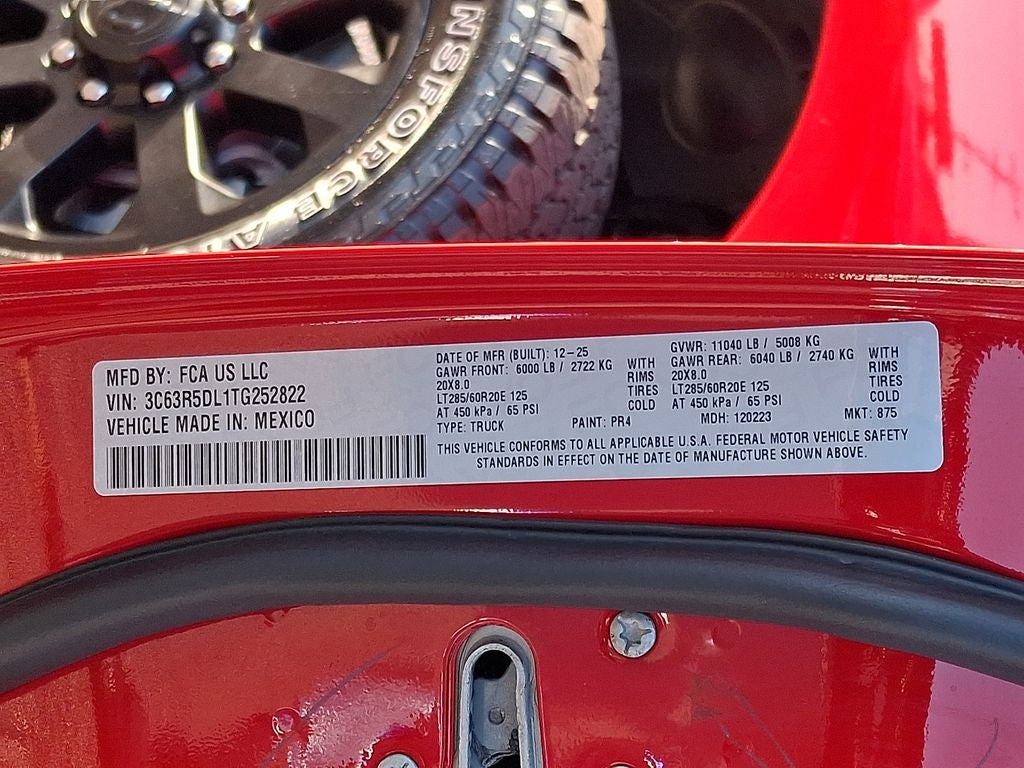 NSFORCE A
MFD BY: FCA US LLC
VIN: 3C63R5DL1TG252822
VEHICLE MADE IN: MEXICO
DATE OF MFR (BUILT): 12-25
GAWR FRONT: 6000 LB / 2722 KG WITH
20X8.0 RIMS
LT285/60R20E 125 TIRES
AT 450 kPa / 65 PSI COLD
TYPE: TRUCK
PAINT: PR4
GVWR: 11040 LB / 5008 KG
GAWR REAR: 6040 LB / 2740 KG WITH
20X8.0 RIMS
LT285/60R20E 125 TIRES
AT 450 kPa / 65 PSI COLD
MDH: 120223
MKT: 875
THIS VEHICLE CONFORMS TO ALL APPLICABLE U.S.A. FEDERAL MOTOR VEHICLE SAFETY
STANDARDS IN EFFECT ON THE DATE OF MANUFACTURE SHOWN ABOVE.